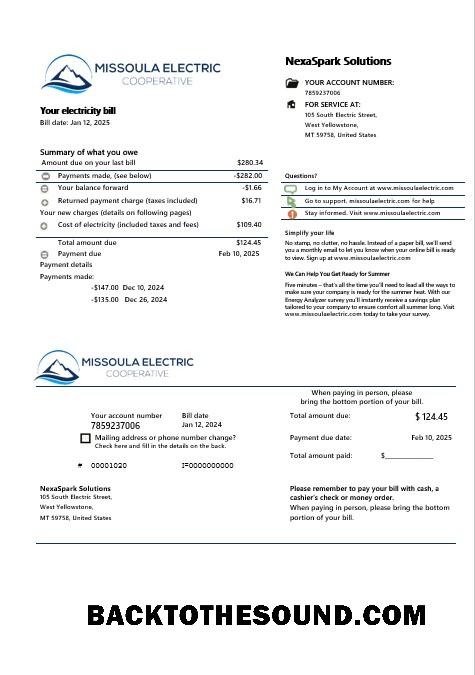 MISSOULA ELECTRIC
COOPERATIVE
NexaSpark Solutions
YOUR ACCOUNT NUMBER:
7859237006
FOR SERVICE AT:
105 South Electric Street,
West Yellowstone,
MT 59758, United States
Your electricity bill
Bill date: Jan 12, 2025
Summary of what you owe
Amount due on your last bill $280.34
Payments made, (see below) -$282.00
Your balance forward -$1.66
Returned payment charge (taxes included) $16.71
Your new charges (details on following pages)
Cost of electricity (included taxes and fees) $109.40
Total amount due $124.45
Payment due Feb 10, 2025
Payment details
Payments made:
-$147.00 Dec 10, 2024
-$135.00 Dec 26, 2024
Questions?
Log in to My Account at www.missoulaelectric.com
Go to support. missoulaelectric.com for help
Stay informed. Visit www.missoulaelectric.com
Simplify your life
No stamp, no clutter, no hassle. Instead of a paper bill, we'll send
you a monthly email to let you know when your online bill is ready
to view. Sign up at www.missoulaelectric.com
We Can Help You Get Ready for Summer
Five minutes – that's all the time you'll need to lead all the ways to
make sure your company is ready for the summer heat. With our
Energy Analyzer survey you'll instantly receive a savings plan
tailored to your company to ensure comfort all summer long. Visit
www.missoulaelectric.com today to take your survey.
MISSOULA ELECTRIC
COOPERATIVE
When paying in person, please
bring the bottom portion of your bill.
Your account number Bill date
7859237006 Jan 12, 2024
Mailing address or phone number change?
Check here and fill in the details on the back.
# 00001020 I=0000000000
Total amount due: $ 124.45
Payment due date: Feb 10, 2025
Total amount paid: $______________
NexaSpark Solutions
105 South Electric Street,
West Yellowstone,
MT 59758, United States
Please remember to pay your bill with cash, a
cashier's check or money order.
When paying in person, please bring the bottom
portion of your bill.
BACKTOTHESOUND.COM